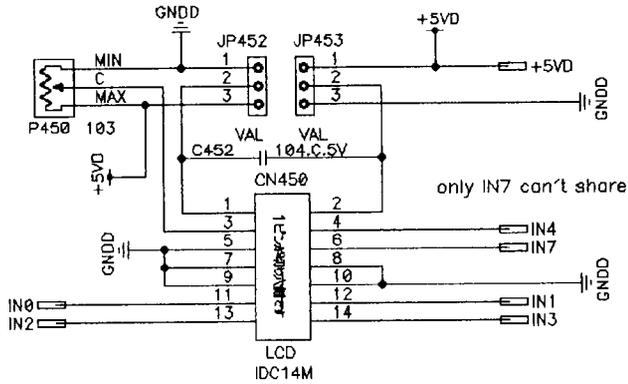 GNDD
+5VD
JP452
JP453
MIN
1
1
+5VD
C
2
2
MAX
3
3
GNDD
P450
103
VAL
VAL
C452
104.C.5V
+5VD
CN450
only IN7 can't share
1
2
3
4
IN4
GNDD
5
6
IN7
7
8
9
10
GNDD
IN0
11
12
IN1
IN2
13
14
IN3
LCD
IDC14M